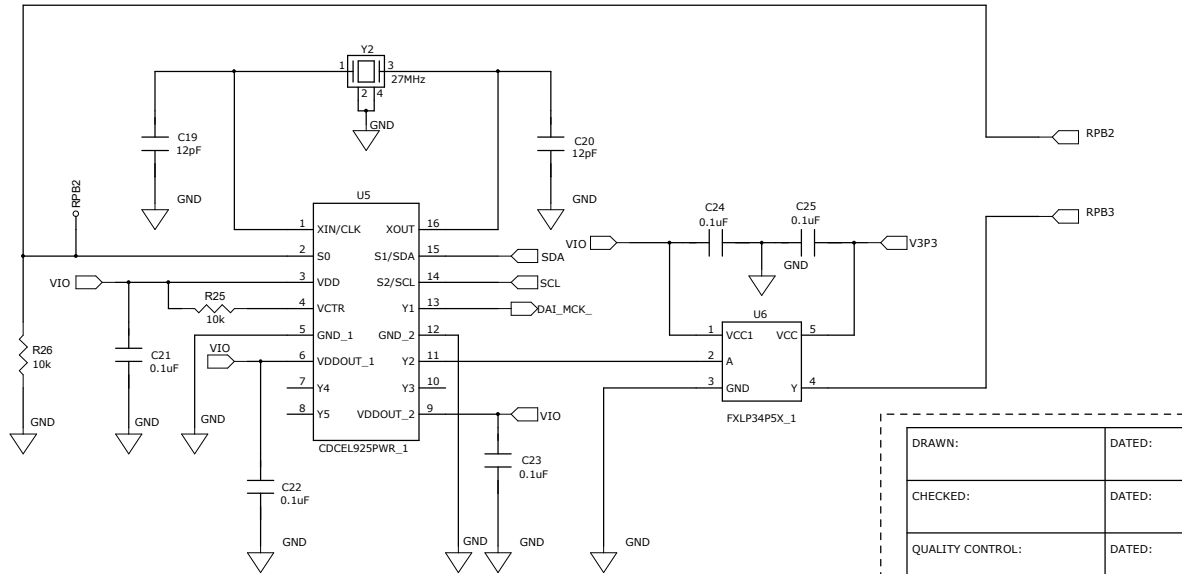 Y2
1
3
27MHz
2 4
GND
C19
12pF
C20
12pF
RPB2
RPB2
GND
GND
U5
C24
0.1uF
C25
0.1uF
RPB3
1 XIN/CLK XOUT 16
2 S0 S1/SDA 15 SDA
VIO
V3P3
GND
VIO
3 VDD S2/SCL 14 SCL
R25
10k
4 VCTR Y1 13 DAI_MCK_
U6
5 GND_1 GND_2 12
1 VCC1 VCC 5
R26
10k
C21
0.1uF
VIO
6 VDDOUT_1 Y2 11
2 A
7 Y4 Y3 10
3 GND Y 4
8 Y5 VDDOUT_2 9 VIO
FXLP34P5X_1
GND
GND
GND
CDCEL925PWR_1
C23
0.1uF
C22
0.1uF
GND
GND
GND
GND
DRAWN: DATED:
CHECKED: DATED:
QUALITY CONTROL: DATED: